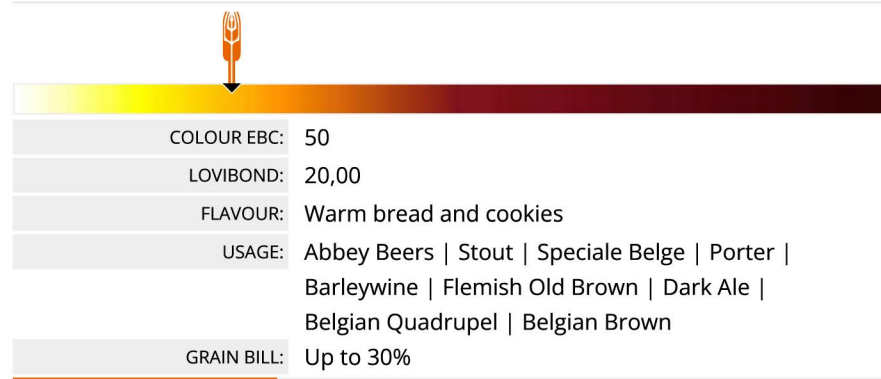 COLOUR EBC: 50
LOVIBOND: 20,00
FLAVOUR: Warm bread and cookies
USAGE: Abbey Beers | Stout | Speciale Belge | Porter |
Barleywine | Flemish Old Brown | Dark Ale |
Belgian Quadrupel | Belgian Brown
GRAIN BILL: Up to 30%